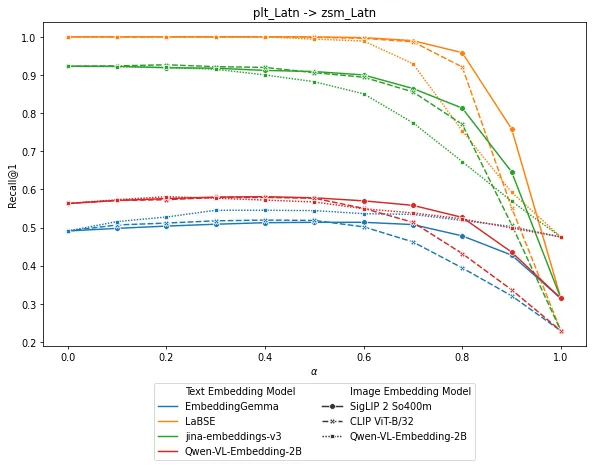 plt_Latn -> zsm_Latn
Recall@1
1.0
0.9
0.8
0.7
0.6
0.5
0.4
0.3
0.2
0.0 0.2 0.4 0.6 0.8 1.0
α
Text Embedding Model
EmbeddingGemma
LaBSE
jina-embeddings-v3
Qwen-VL-Embedding-2B
Image Embedding Model
SigLIP 2 So400m
CLIP ViT-B/32
Qwen-VL-Embedding-2B